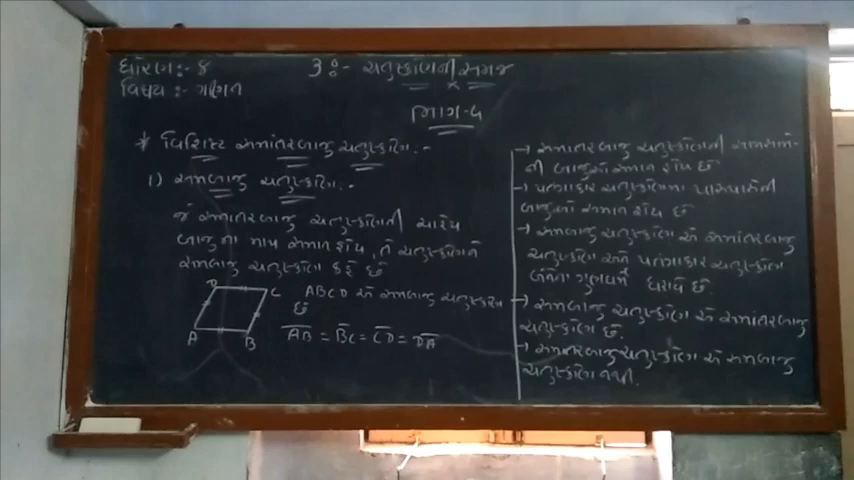 ધોરણ:- ૮
વિષય :- ગણિત
3ઃ- ચતુષ્કોણની સમજ
ભાગ-૫
* વિશિષ્ટ સમાંતરબાજુ ચતુષ્કોણ:-
1) સમબાજુ ચતુષ્કોણ:-
જે સમાંતરબાજુ ચતુષ્કોણની ચારેય
બાજુના માપ સમાન હોય, તે ચતુષ્કોણને
સમબાજુ ચતુષ્કોણ કહે છે
D C
A B
ABCD એ સમબાજુ ચતુષ્કોણ
છે
AB = BC = CD = DA
→ સમાંતરબાજુ ચતુષ્કોણની સામસામે-
ની બાજુઓ સમાન હોય છે
→ પતંગાકાર ચતુષ્કોણના પાસપાસેની
બાજુઓ સમાન હોય છે
→ સમબાજુ ચતુષ્કોણ એ સમાંતરબાજુ
ચતુષ્કોણ અને પતંગાકાર ચતુષ્કોણ
બંનેના ગુણધર્મ ધરાવે છે.
→ સમબાજુ ચતુષ્કોણ એ સમાંતરબાજુ
ચતુષ્કોણ છે.
→ સમાંતરબાજુ ચતુષ્કોણ એ સમબાજુ
ચતુષ્કોણ નથી.